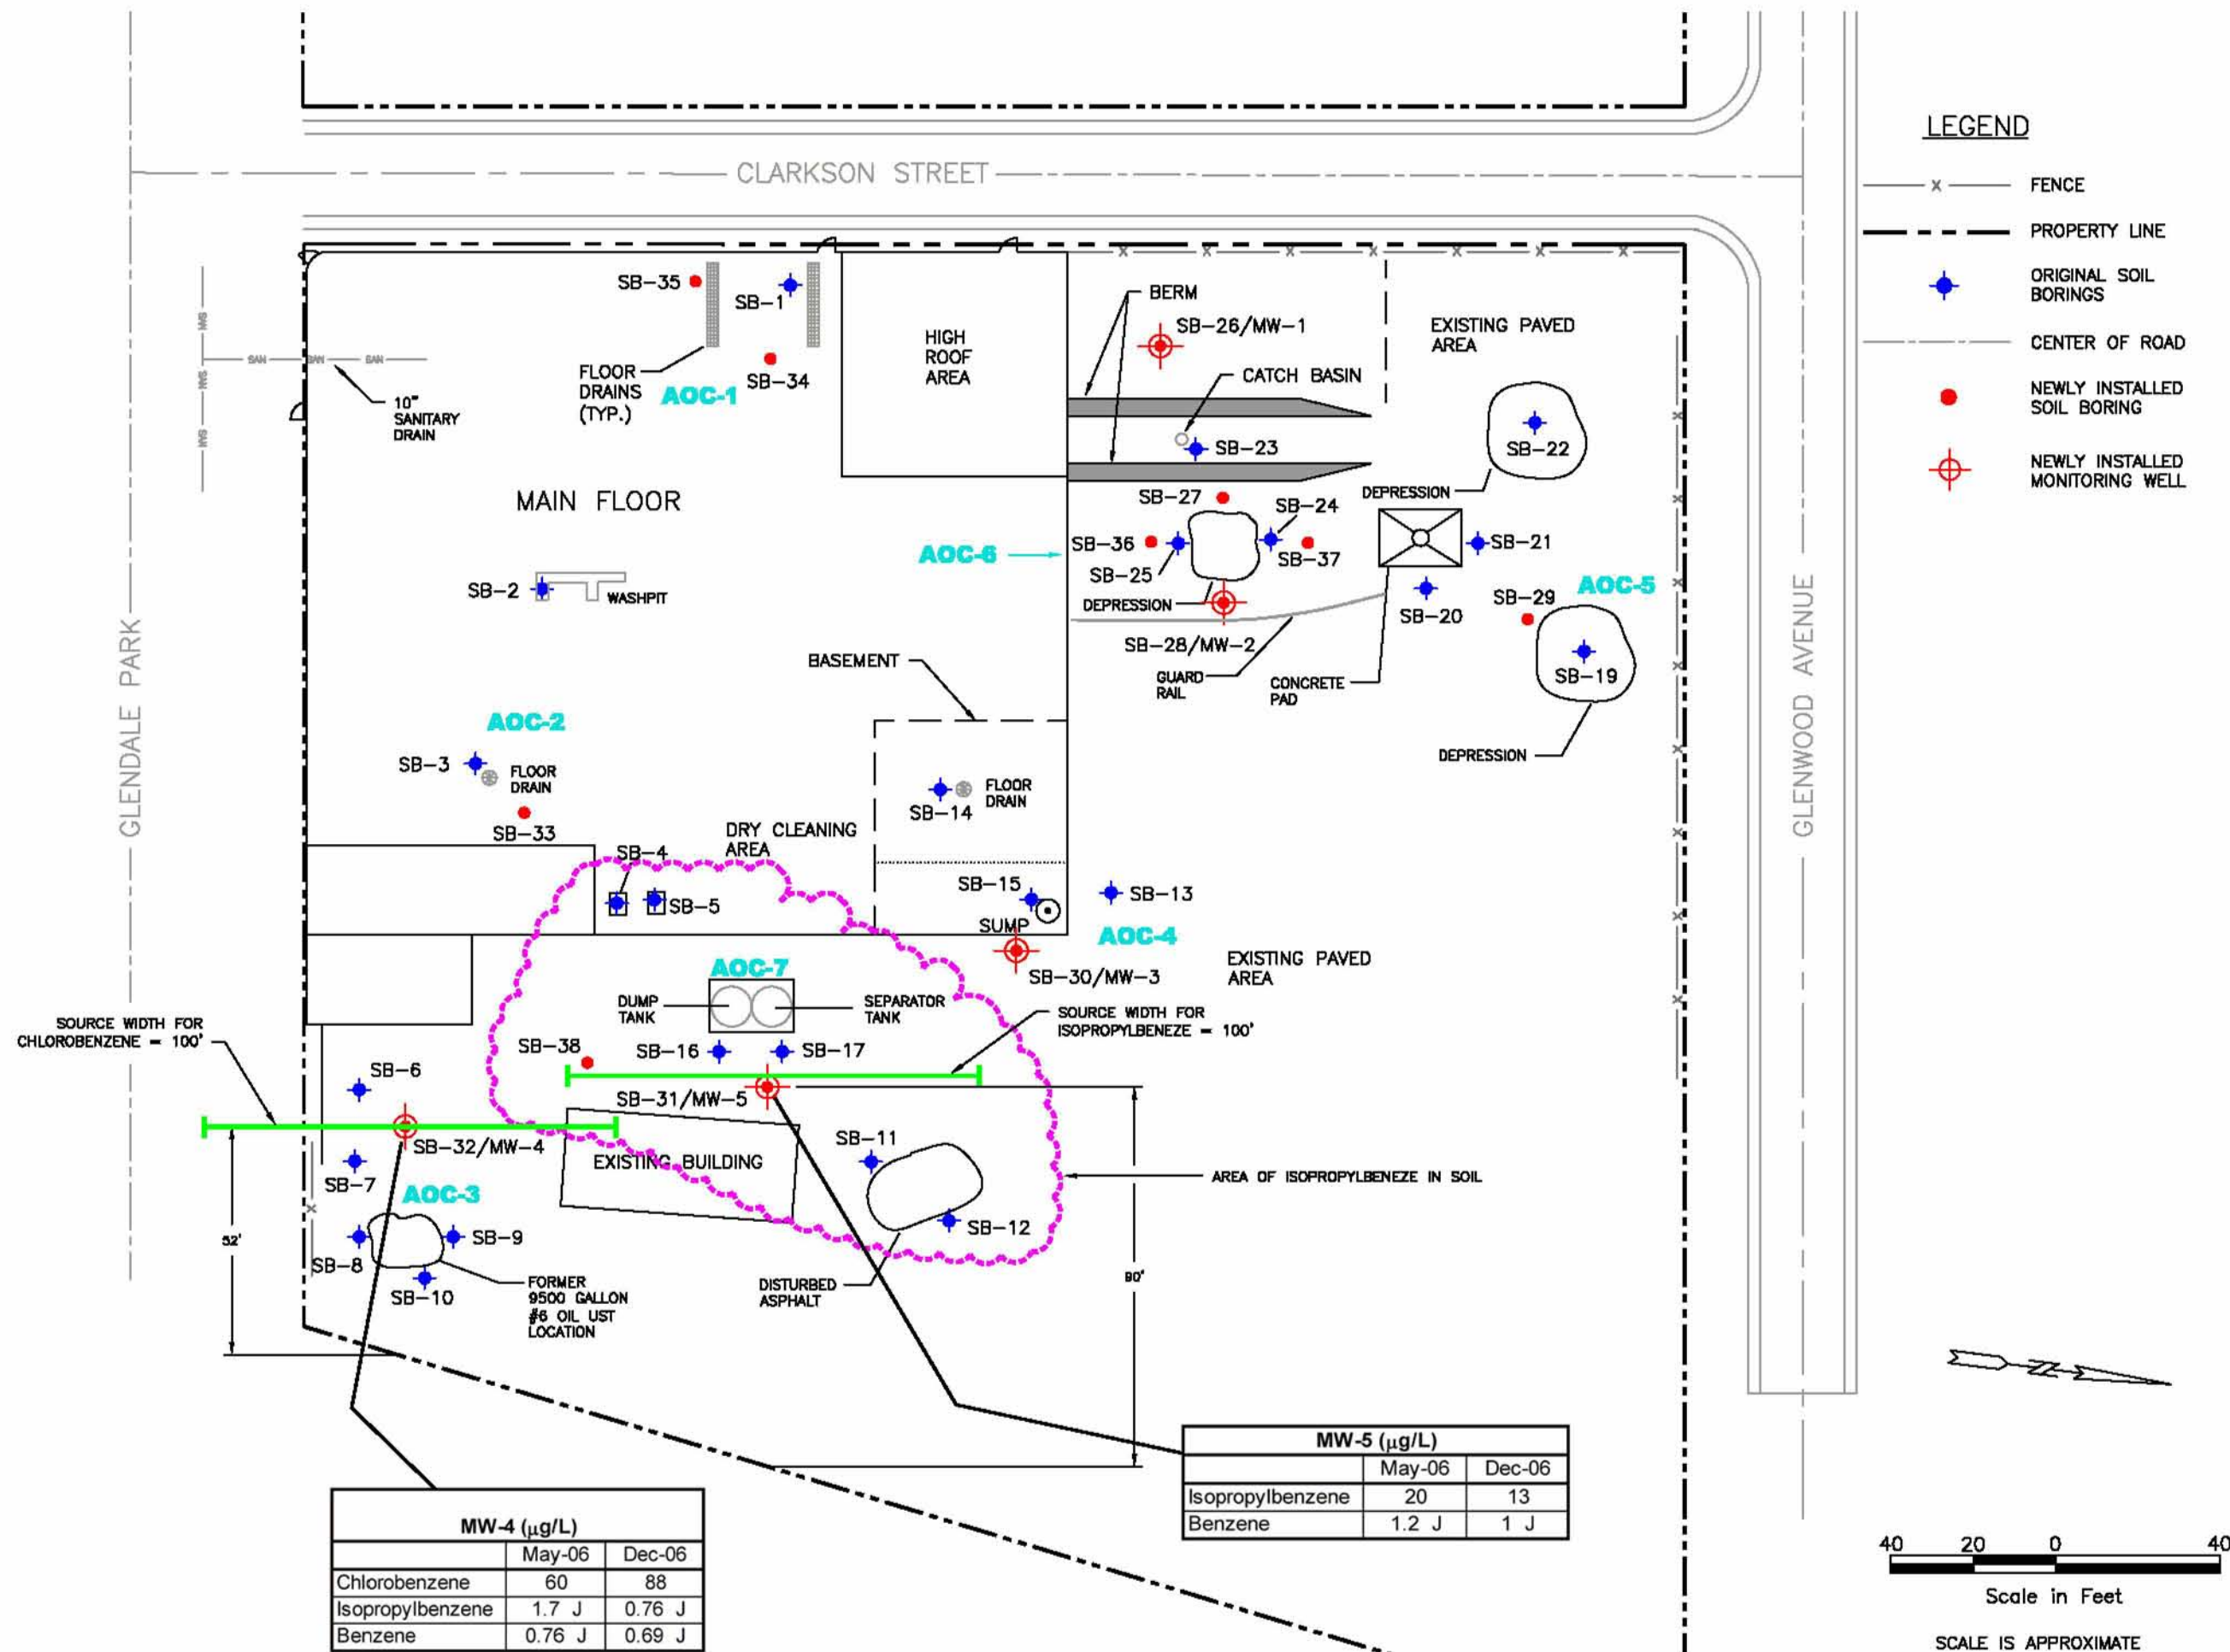 CLARKSON STREET
GLENDALE PARK
GLENWOOD AVENUE
LEGEND
x
FENCE
PROPERTY LINE
ORIGINAL SOIL
BORINGS
CENTER OF ROAD
NEWLY INSTALLED
SOIL BORING
NEWLY INSTALLED
MONITORING WELL
SAN
SAN
SAN
SAN
SAN
SAN
10"
SANITARY
DRAIN
SB-35
SB-1
SB-34
FLOOR
DRAINS
(TYP.)
AOC-1
HIGH
ROOF
AREA
BERM
SB-26/MW-1
EXISTING PAVED
AREA
CATCH BASIN
SB-23
SB-22
DEPRESSION
MAIN FLOOR
SB-27
SB-24
AOC-6
SB-36
SB-37
SB-25
DEPRESSION
SB-28/MW-2
SB-21
SB-20
SB-29
AOC-5
SB-19
GUARD
RAIL
CONCRETE
PAD
DEPRESSION
SB-2
WASHPIT
BASEMENT
AOC-2
SB-3
FLOOR
DRAIN
SB-33
SB-14
FLOOR
DRAIN
DRY CLEANING
AREA
SB-4
SB-5
SB-15
SUMP
SB-13
AOC-4
SB-30/MW-3
EXISTING PAVED
AREA
AOC-7
DUMP
TANK
SEPARATOR
TANK
SOURCE WIDTH FOR
ISOPROPYLBENEZE = 100'
SOURCE WIDTH FOR
CHLOROBENZENE = 100'
SB-38
SB-16
SB-17
SB-6
SB-31/MW-5
SB-32/MW-4
EXISTING BUILDING
SB-11
SB-12
AREA OF ISOPROPYLBENEZE IN SOIL
SB-7
AOC-3
SB-8
SB-9
SB-10
52'
90'
FORMER
9500 GALLON
#6 OIL UST
LOCATION
DISTURBED
ASPHALT
MW-5 (μg/L)
May-06 Dec-06
Isopropylbenzene 20 13
Benzene 1.2 J 1 J
MW-4 (μg/L)
May-06 Dec-06
Chlorobenzene 60 88
Isopropylbenzene 1.7 J 0.76 J
Benzene 0.76 J 0.69 J
40 20 0 40
Scale in Feet
SCALE IS APPROXIMATE